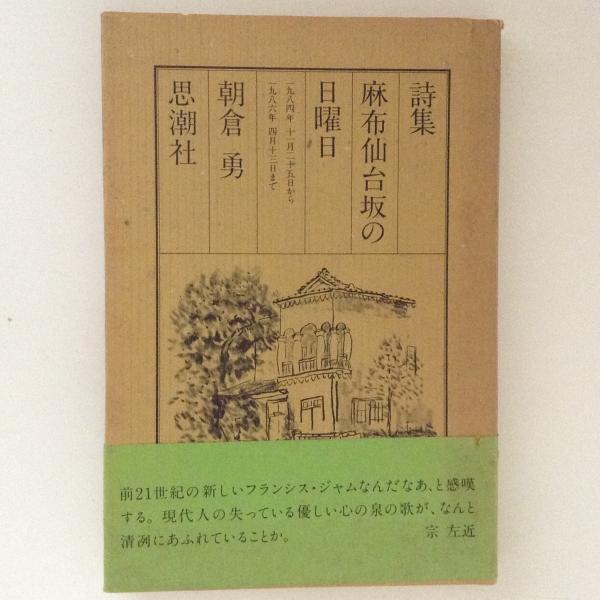 詩集
麻布仙台坂の
日曜日
一九八四年 十一月二十五日から
一九八六年 四月十三日まで
朝倉 勇
思潮社
前21世紀の新しいフランシス・ジャムなんだなあ、と感嘆
する。現代人の失っている優しい心の泉の歌が、なんと
清冽にあふれていることか。 宗 左近